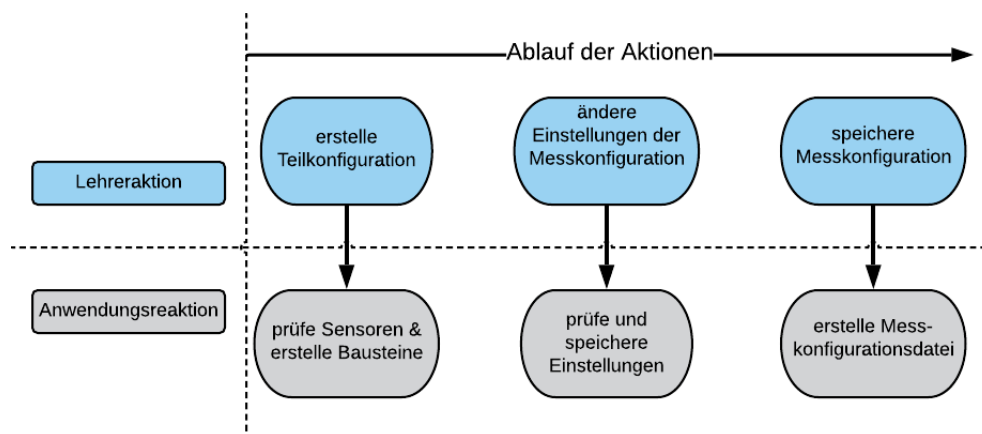 Ablauf der Aktionen
erstelle
Teilkonfiguration
ändere
Einstellungen der
Messkonfiguration
speichere
Messkonfiguration
Lehreraktion
Anwendungsreaktion
prüfe Sensoren &
erstelle Bausteine
prüfe und
speichere
Einstellungen
erstelle Mess-
konfigurationsdatei